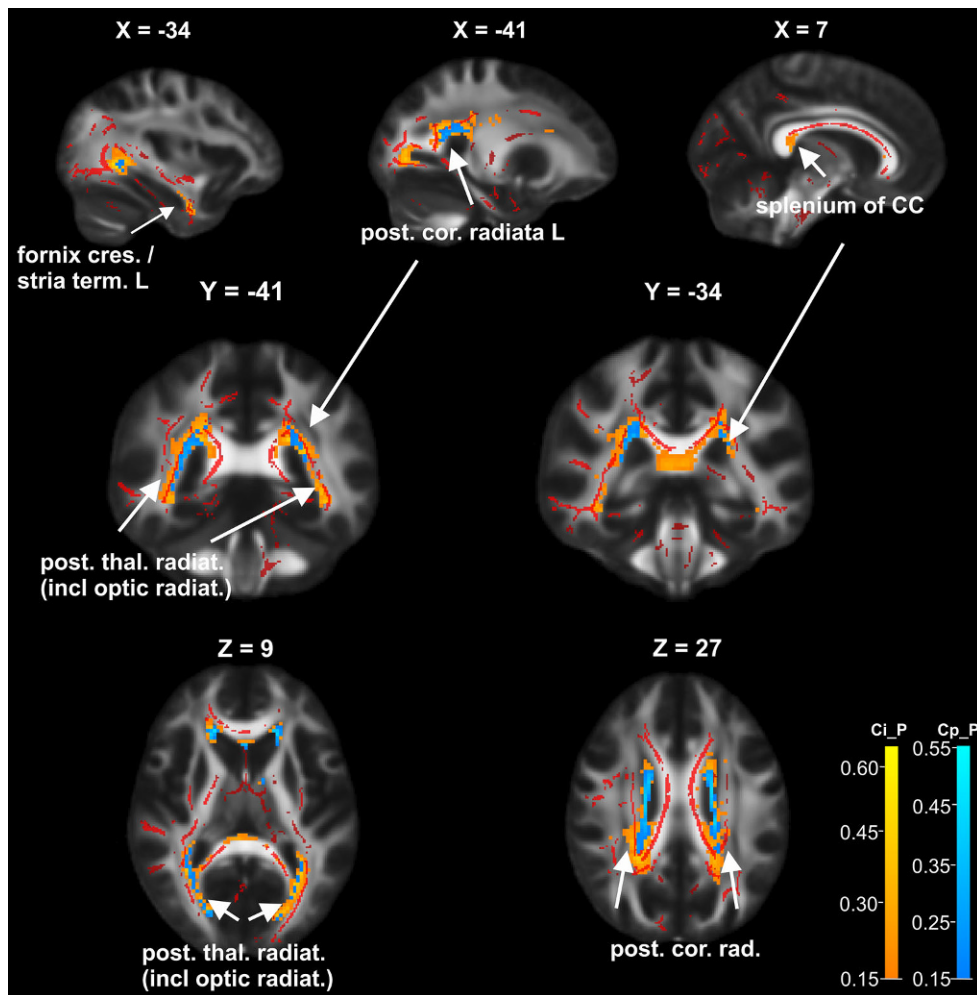 X = -34
X = -41
X = 7
fornix cres. /
stria term. L
post. cor. radiata L
splenium of CC
Y = -41
Y = -34
post. thal. radiat.
(incl optic radiat.)
Z = 9
Z = 27
post. thal. radiat.
(incl optic radiat.)
post. cor. rad.
Ci_P
Cp_P
0.60
0.45
0.30
0.15
0.55
0.45
0.35
0.25
0.15